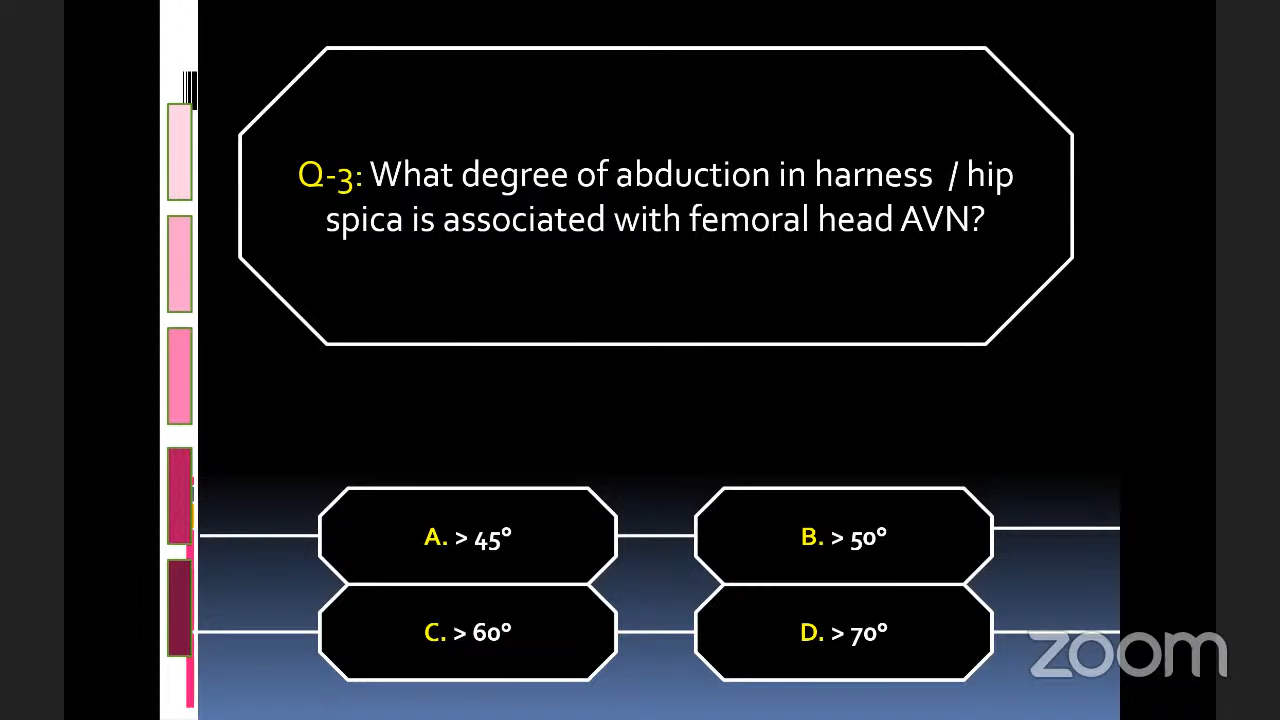 Q-3: What degree of abduction in harness / hip
spica is associated with femoral head AVN?
A. > 45°
B. > 50°
C. > 60°
D. > 70°
zoom